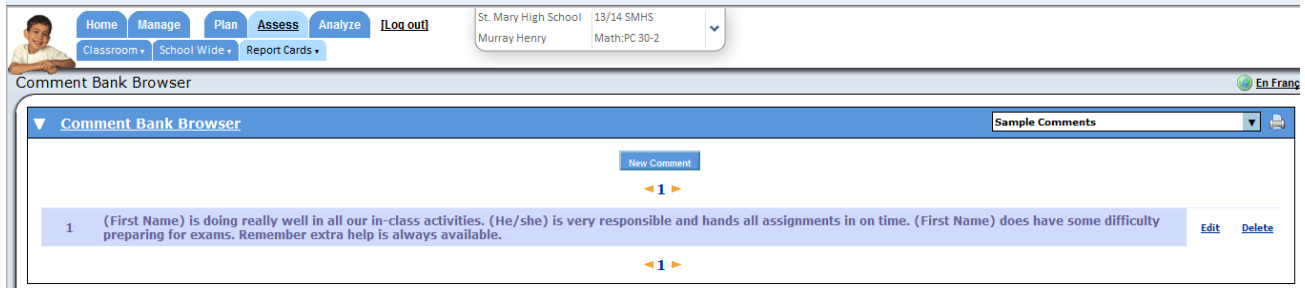 Home Manage Plan Assess Analyze [Log out]
St. Mary High School 13/14 SMHS
Murray Henry Math:PC 30-2
Classroom School Wide Report Cards
Comment Bank Browser
En Franç
Comment Bank Browser
Sample Comments
New Comment
1
1 (First Name) is doing really well in all our in-class activities. (He/she) is very responsible and hands all assignments in on time. (First Name) does have some difficulty
preparing for exams. Remember extra help is always available.
Edit Delete
1